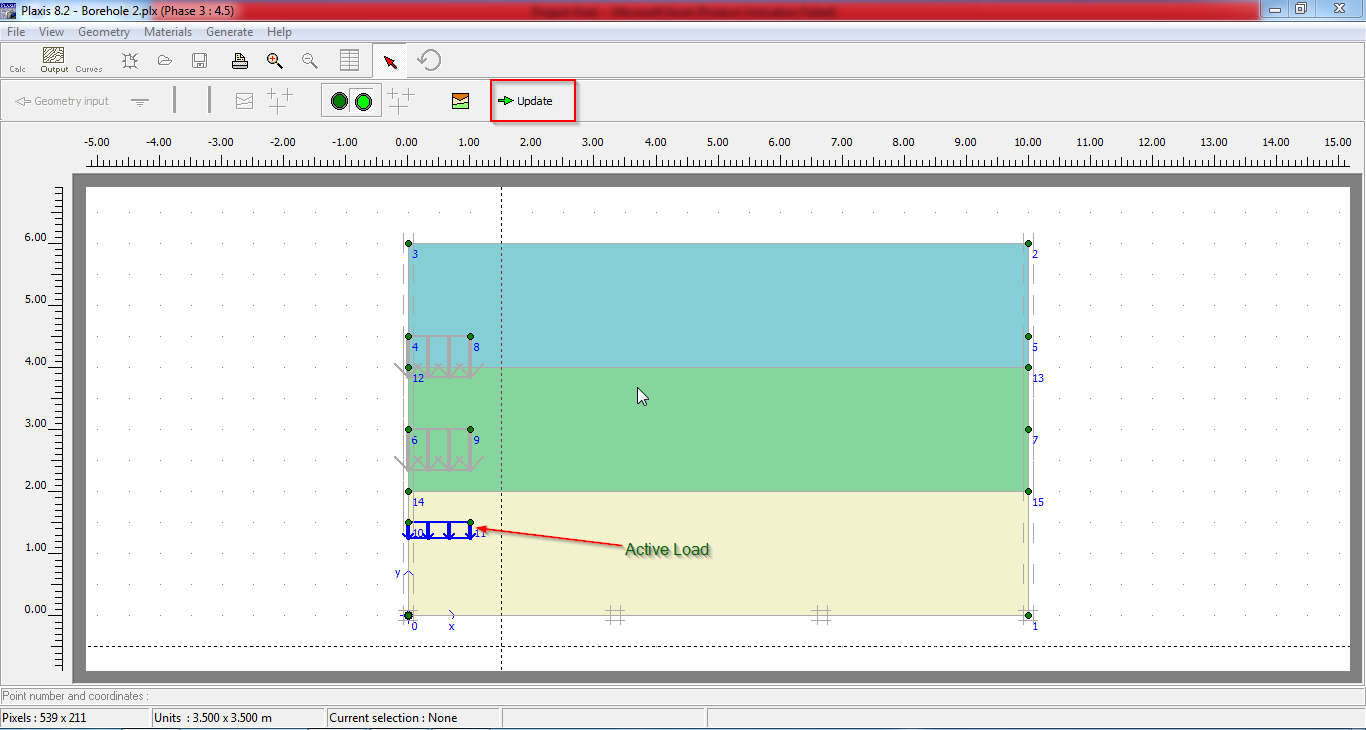 Plaxis 8.2 - Borehole 2.plx (Phase 3 : 4.5)
File View Geometry Materials Generate Help
Calc Output Curves
Geometry input Update
-5.00 -4.00 -3.00 -2.00 -1.00 0.00 1.00 2.00 3.00 4.00 5.00 6.00 7.00 8.00 9.00 10.00 11.00 12.00 13.00 14.00 15.00
6.00
3 2
5.00
4 8 5
4.00
12 13
3.00
6 9 7
2.00
14 15
10 11
1.00
Active Load
y
0.00
0 x 1
Point number and coordinates :
Pixels : 539 x 211 Units : 3.500 x 3.500 m Current selection : None